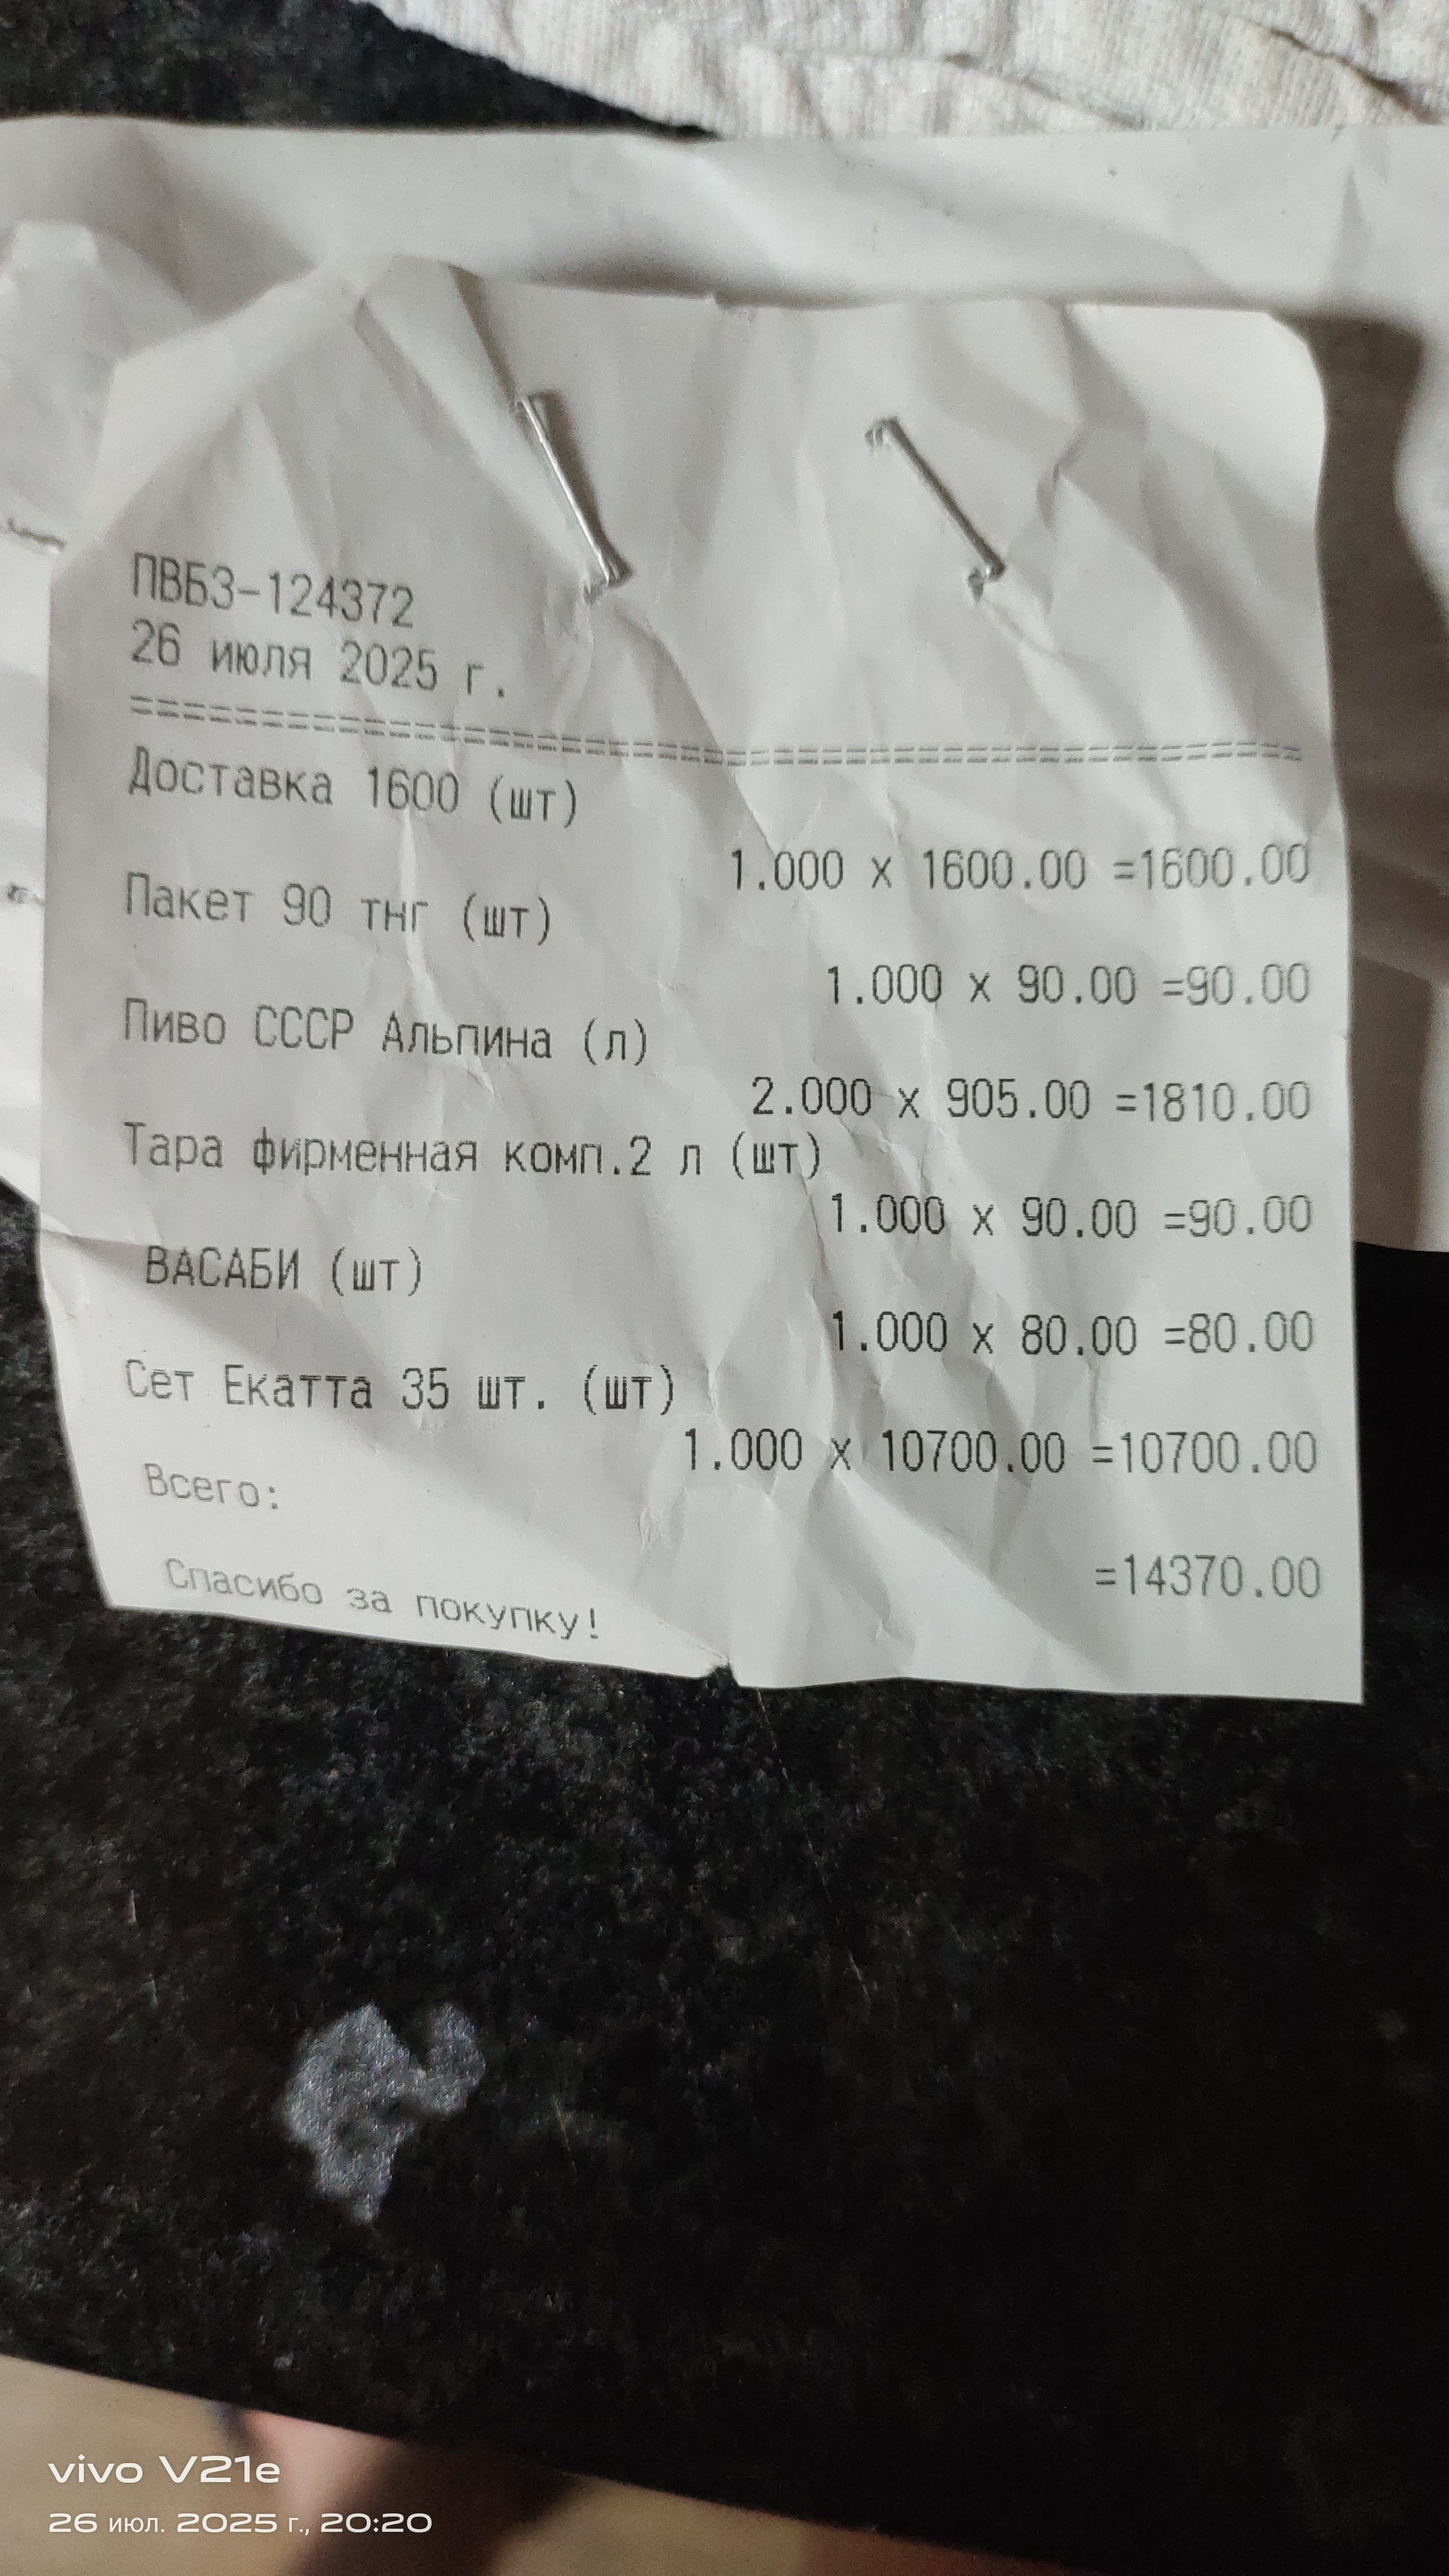 ПВБЗ-124372
26 июля 2025 г.
==============================================
Доставка 1600 (шт)
1.000 x 1600.00 =1600.00
Пакет 90 тнг (шт)
1.000 x 90.00 =90.00
Пиво СССР Альпина (л)
2.000 x 905.00 =1810.00
Тара фирменная комп.2 л (шт)
1.000 x 90.00 =90.00
ВАСАБИ (шт)
1.000 x 80.00 =80.00
Сет Екатта 35 шт. (шт)
1.000 x 10700.00 =10700.00
Всего:
=14370.00
Спасибо за покупку!
vivo V21e
26 июл. 2025 г., 20:20